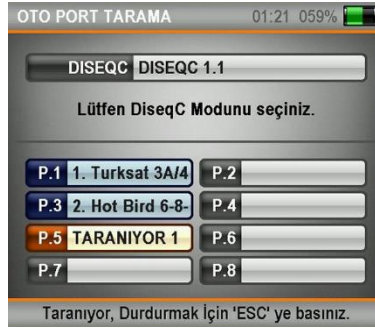 OTO PORT TARAMA 01:21 059%
DISEQC DISEQC 1.1
Lütfen DiseqC Modunu seçiniz.
P.1 1. Turksat 3A/4 P.2
P.3 2. Hot Bird 6-8- P.4
P.5 TARANIYOR 1 P.6
P.7 P.8
Taranıyor, Durdurmak İçin 'ESC' ye basınız.